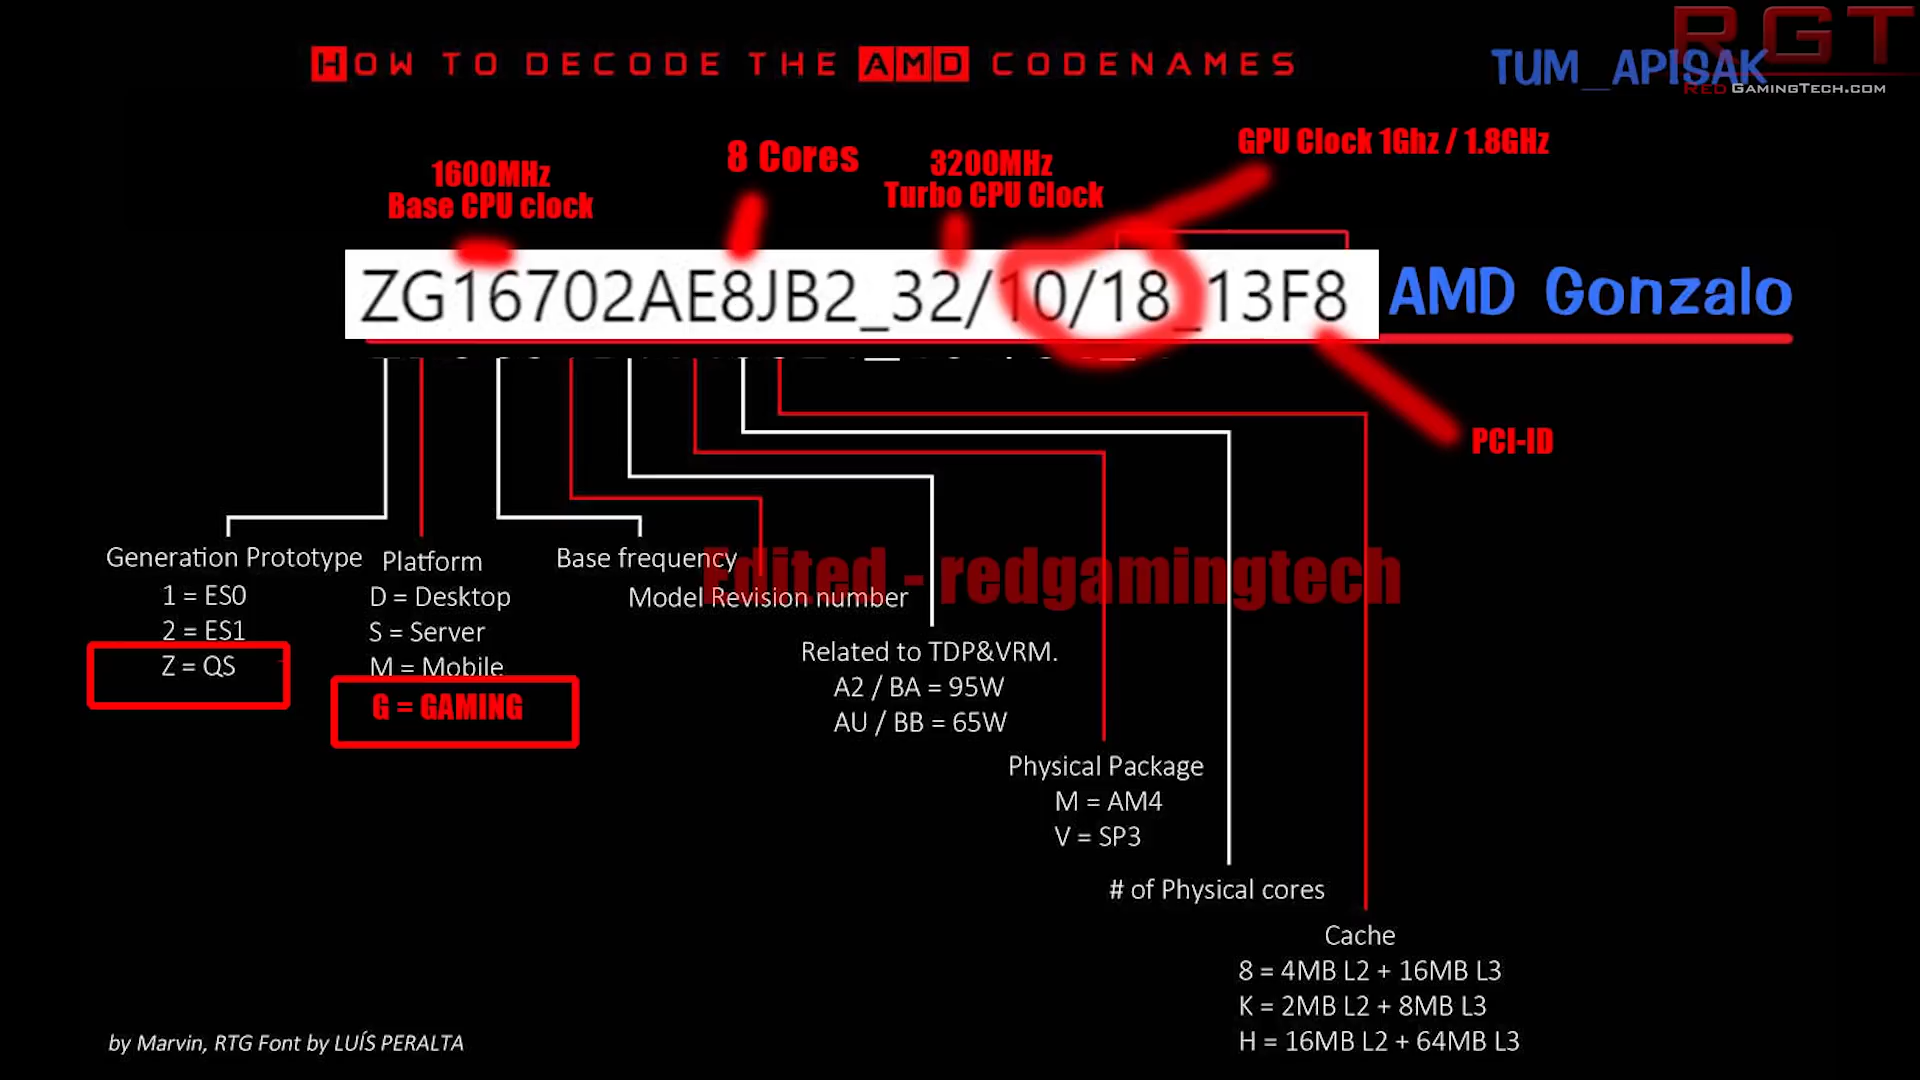 HOW TO DECODE THE AMD CODENAMES
TUM_APISAK
RGT
REDGAMINGTECH.COM
GPU Clock 1Ghz / 1.8GHz
8 Cores
1600MHz
Base CPU clock
3200MHz
Turbo CPU Clock
ZG16702AE8JB2_32/10/18_13F8
AMD Gonzalo
PCI-ID
Generation Prototype
1 = ES0
2 = ES1
Z = QS
Platform
D = Desktop
S = Server
M = Mobile
G = GAMING
Base frequency
Edited - redgamingtech
Model Revision number
Related to TDP&VRM.
A2 / BA = 95W
AU / BB = 65W
Physical Package
M = AM4
V = SP3
# of Physical cores
Cache
8 = 4MB L2 + 16MB L3
K = 2MB L2 + 8MB L3
H = 16MB L2 + 64MB L3
by Marvin, RTG Font by LUÍS PERALTA